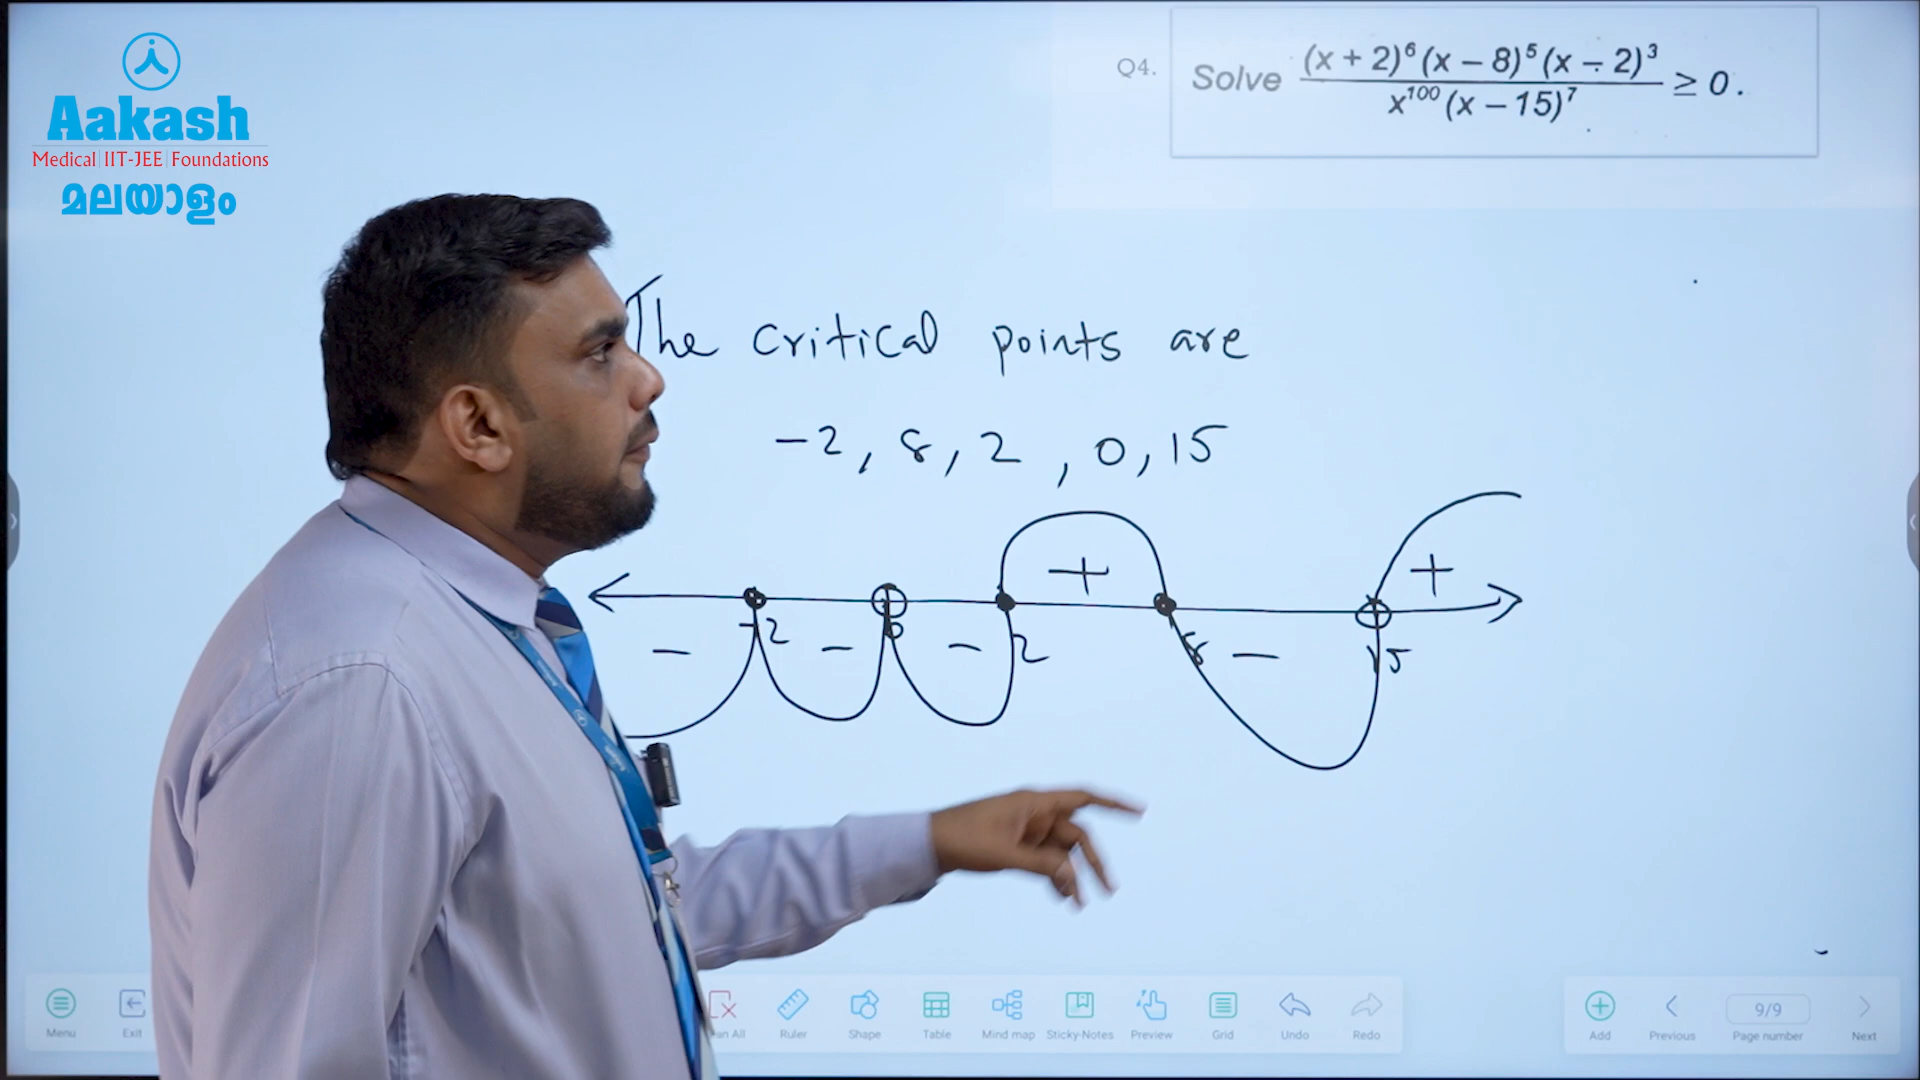 Aakash
Medical | IIT-JEE | Foundations
മലയാളം
Q4. Solve (x + 2)⁶(x – 8)⁵(x – 2)³ / x¹⁰⁰(x – 15)⁷ ≥ 0.
The critical points are
-2, 8, 2, 0, 15
+ +
-2 0 2 8 15
- - - -
Menu Exit Ruler Shape Table Mind map Sticky-Notes Preview Grid Undo Redo Add Previous 9/9 Page number Next